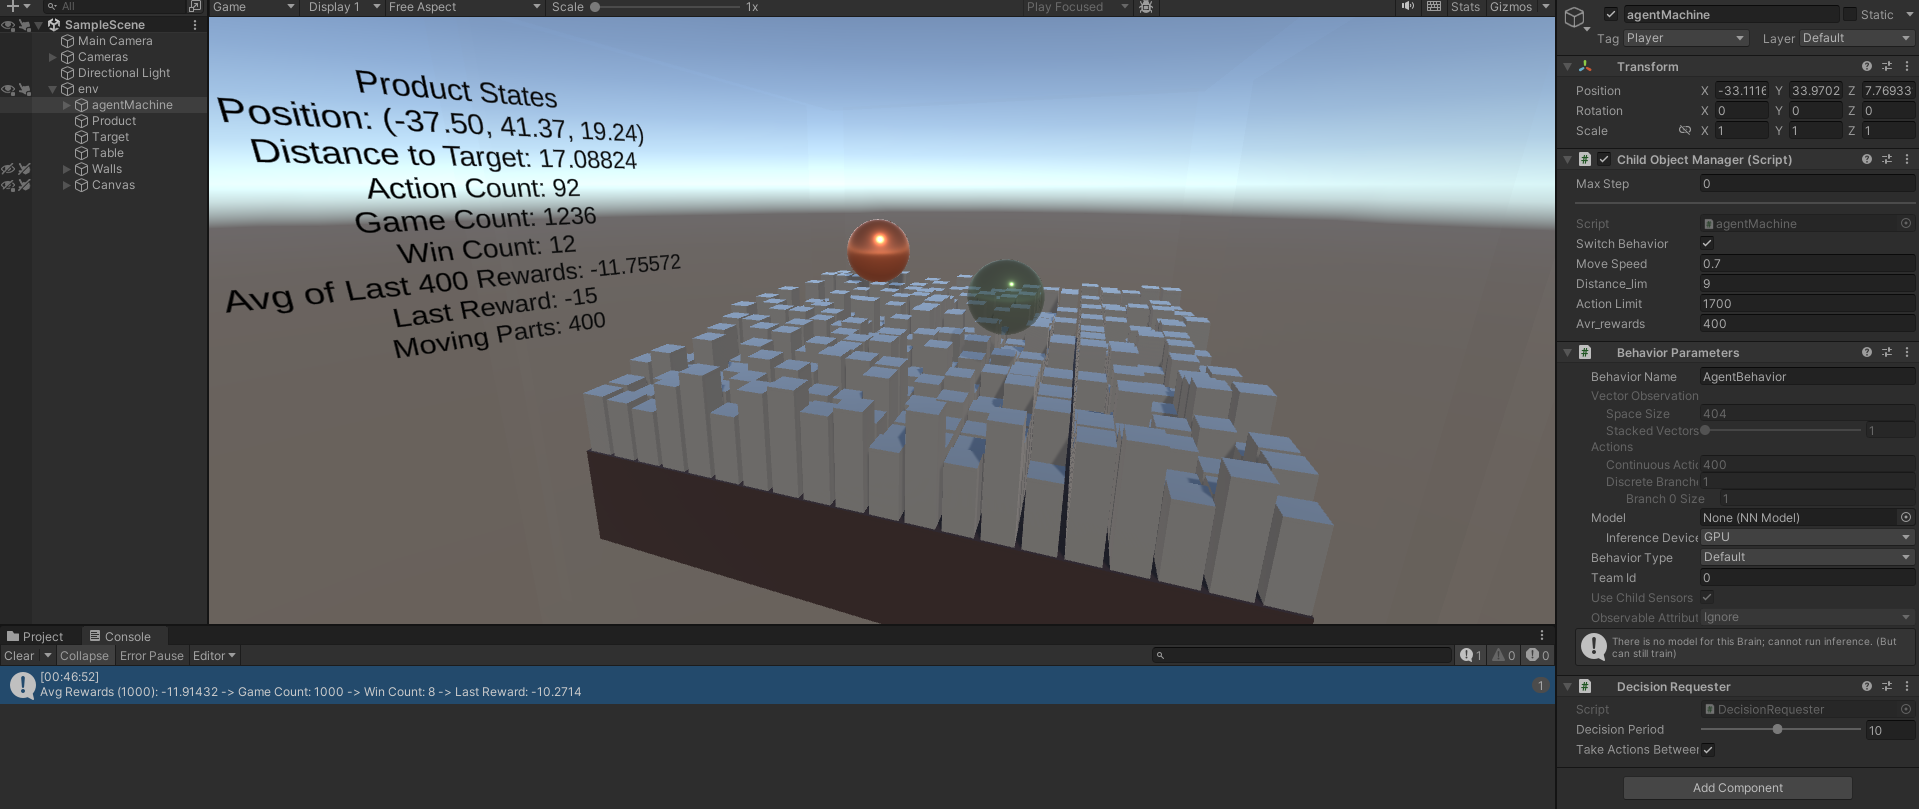 All
SampleScene
Main Camera
Cameras
Directional Light
env
agentMachine
Product
Target
Table
Walls
Canvas
Game Display 1 Free Aspect Scale 1x Play Focused Stats Gizmos
Product States
Position: (-37.50, 41.37, 19.24)
Distance to Target: 17.08824
Action Count: 92
Game Count: 1236
Win Count: 12
Avg of Last 400 Rewards: -11.75572
Last Reward: -15
Moving Parts: 400
Project Console
Clear Collapse Error Pause Editor 1 0 0
[00:46:52]
Avg Rewards (1000): -11.91432 -> Game Count: 1000 -> Win Count: 8 -> Last Reward: -10.2714
1
agentMachine Static
Tag Player Layer Default
Transform
Position X -33.1116 Y 33.9702 Z 7.76933
Rotation X 0 Y 0 Z 0
Scale X 1 Y 1 Z 1
# Child Object Manager (Script)
Max Step 0
Script agentMachine
Switch Behavior
Move Speed 0.7
Distance_lim 9
Action Limit 1700
Avr_rewards 400
# Behavior Parameters
Behavior Name AgentBehavior
Vector Observation
Space Size 404
Stacked Vectors 1
Actions
Continuous Actic 400
Discrete Branche 1
Branch 0 Size 1
Model None (NN Model)
Inference Device GPU
Behavior Type Default
Team Id 0
Use Child Sensors
Observable Attribut Ignore
There is no model for this Brain; cannot run inference. (But
can still train)
# Decision Requester
Script DecisionRequester
Decision Period 10
Take Actions Betweer
Add Component